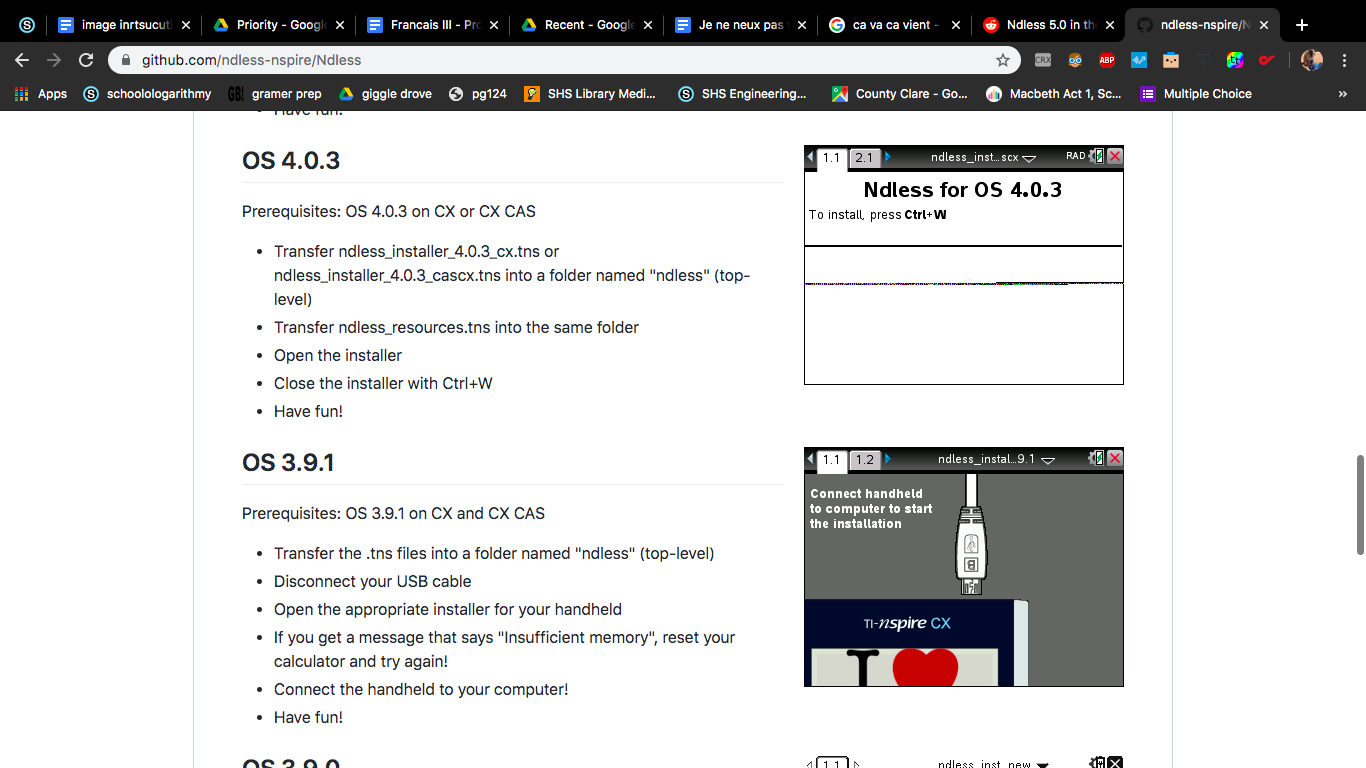 image inrtsucuti
Priority - Google
Francais III - Pro
Recent - Google
Je ne neux pas
ca va ca vient -
Ndless 5.0 in the
ndless-nspire/N
github.com/ndless-nspire/Ndless
CRX
ABP
Apps
schoolologarithmy
GB!
gramer prep
giggle drove
pg124
SHS Library Medi...
SHS Engineering...
County Clare - Go...
Macbeth Act 1, Sc...
Multiple Choice
»
Have fun!
OS 4.0.3
Prerequisites: OS 4.0.3 on CX or CX CAS
• Transfer ndless_installer_4.0.3_cx.tns or
ndless_installer_4.0.3_cascx.tns into a folder named "ndless" (top-
level)
• Transfer ndless_resources.tns into the same folder
• Open the installer
• Close the installer with Ctrl+W
• Have fun!
1.1 2.1 ndless_inst...scx RAD
Ndless for OS 4.0.3
To install, press Ctrl+W
OS 3.9.1
Prerequisites: OS 3.9.1 on CX and CX CAS
• Transfer the .tns files into a folder named "ndless" (top-level)
• Disconnect your USB cable
• Open the appropriate installer for your handheld
• If you get a message that says "Insufficient memory", reset your
calculator and try again!
• Connect the handheld to your computer!
• Have fun!
1.1 1.2 ndless_instal...9.1
Connect handheld
to computer to start
the installation
B
TI-nspire CX
I
OS 3.9.0
1.1 ndless_inst_new